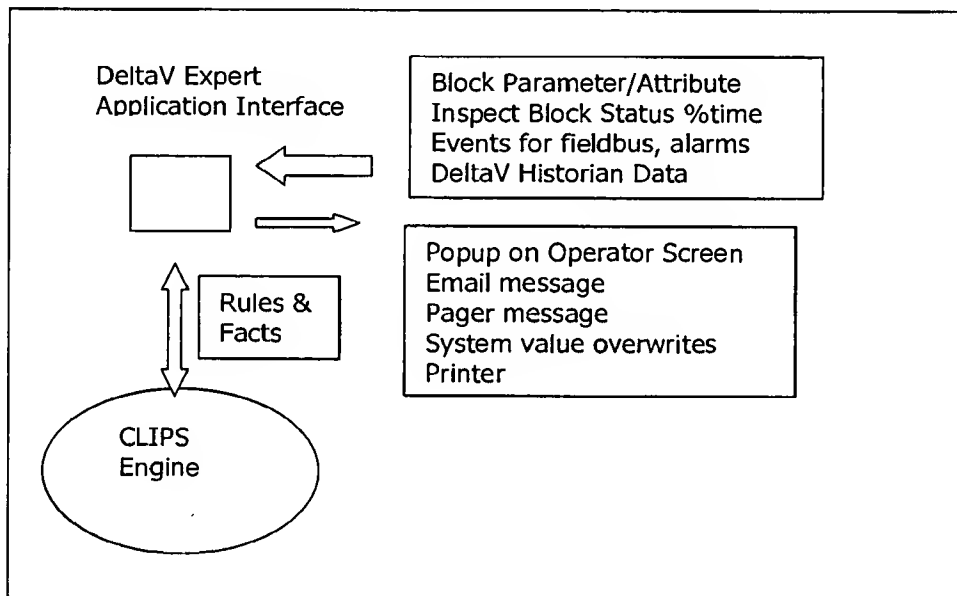 DeltaV Expert
Application Interface
Block Parameter/Attribute
Inspect Block Status %time
Events for fieldbus, alarms
DeltaV Historian Data
Popup on Operator Screen
Email message
Pager message
System value overwrites
Printer
Rules &
Facts
CLIPS
Engine